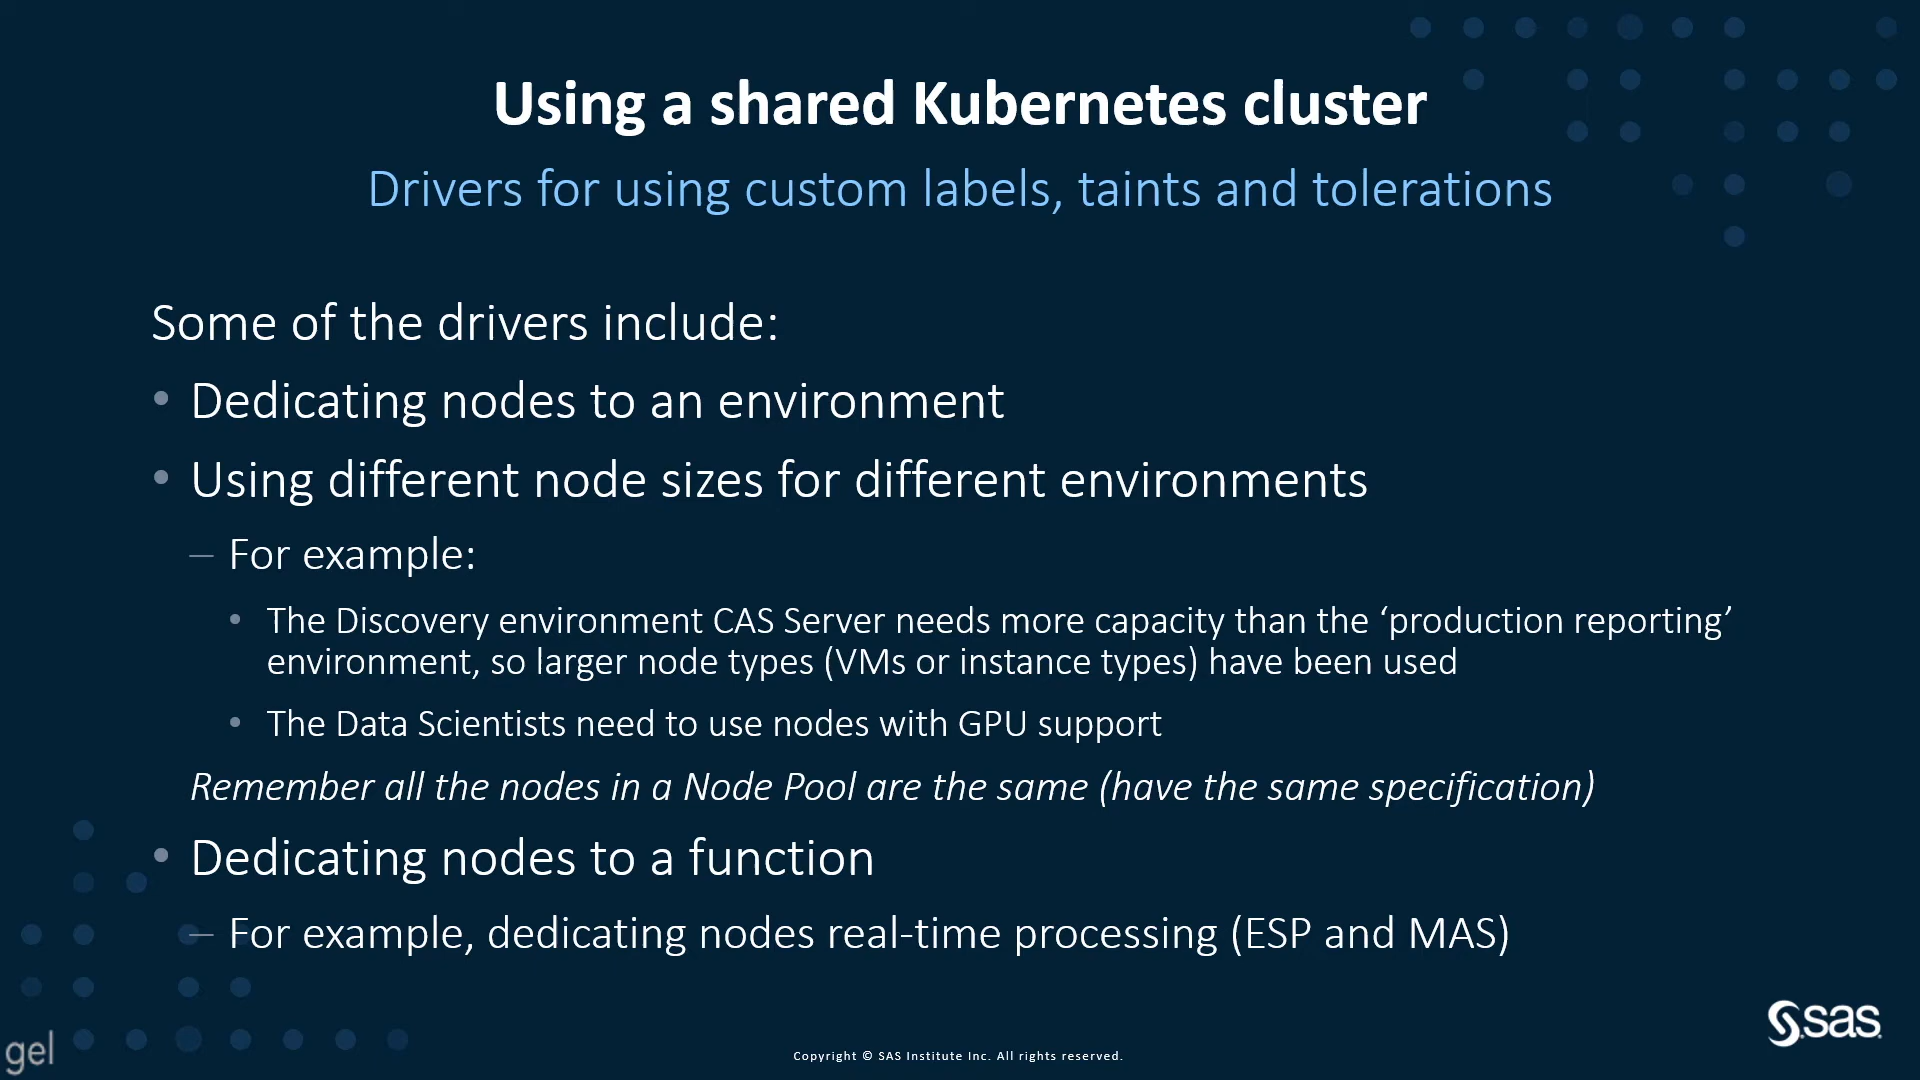 Using a shared Kubernetes cluster
Drivers for using custom labels, taints and tolerations
Some of the drivers include:
• Dedicating nodes to an environment
• Using different node sizes for different environments
– For example:
• The Discovery environment CAS Server needs more capacity than the ‘production reporting’
environment, so larger node types (VMs or instance types) have been used
• The Data Scientists need to use nodes with GPU support
Remember all the nodes in a Node Pool are the same (have the same specification)
• Dedicating nodes to a function
– For example, dedicating nodes real-time processing (ESP and MAS)
sas
gel
Copyright © SAS Institute Inc. All rights reserved.